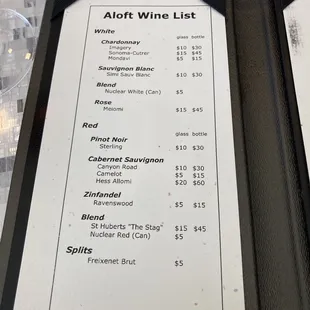 Aloft Wine List
White
glass bottle
Chardonnay
Imagery $10 $30
Sonoma-Cutrer $15 $45
Mondavi $5 $15
Sauvignon Blanc
Simi Sauv Blanc $10 $30
Blend
Nuclear White (Can) $5
Rose
Meiomi $15 $45
Red
glass bottle
Pinot Noir
Sterling $10 $30
Cabernet Sauvignon
Canyon Road $10 $30
Camelot $5 $15
Hess Allomi $20 $60
Zinfandel
Ravenswood $5 $15
Blend
St Huberts "The Stag" $15 $45
Nuclear Red (Can) $5
Splits
Freixenet Brut $5